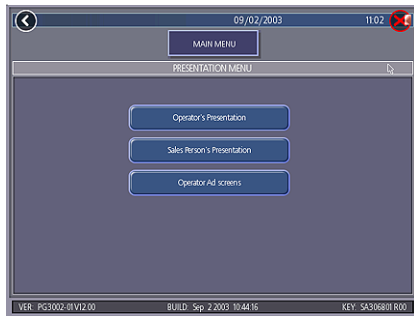 09/02/2003 11:02
MAIN MENU
PRESENTATION MENU
Operator's Presentation
Sales Person's Presentation
Operator Ad screens
VER: PG3002-01V12.00 BUILD: Sep 2 2003 10:44:16 KEY: SA306801 R00